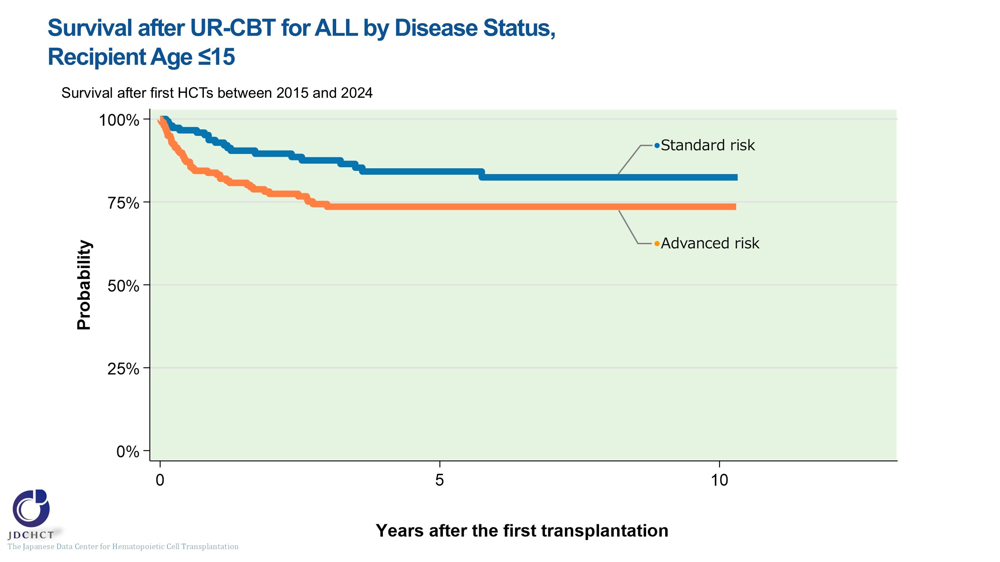 Survival after UR-CBT for ALL by Disease Status,
Recipient Age ≤15
Survival after first HCTs between 2015 and 2024
100%
75%
50%
25%
0%
Probability
•Standard risk
•Advanced risk
0
5
10
Years after the first transplantation
JDCHCT
The Japanese Data Center for Hematopoietic Cell Transplantation